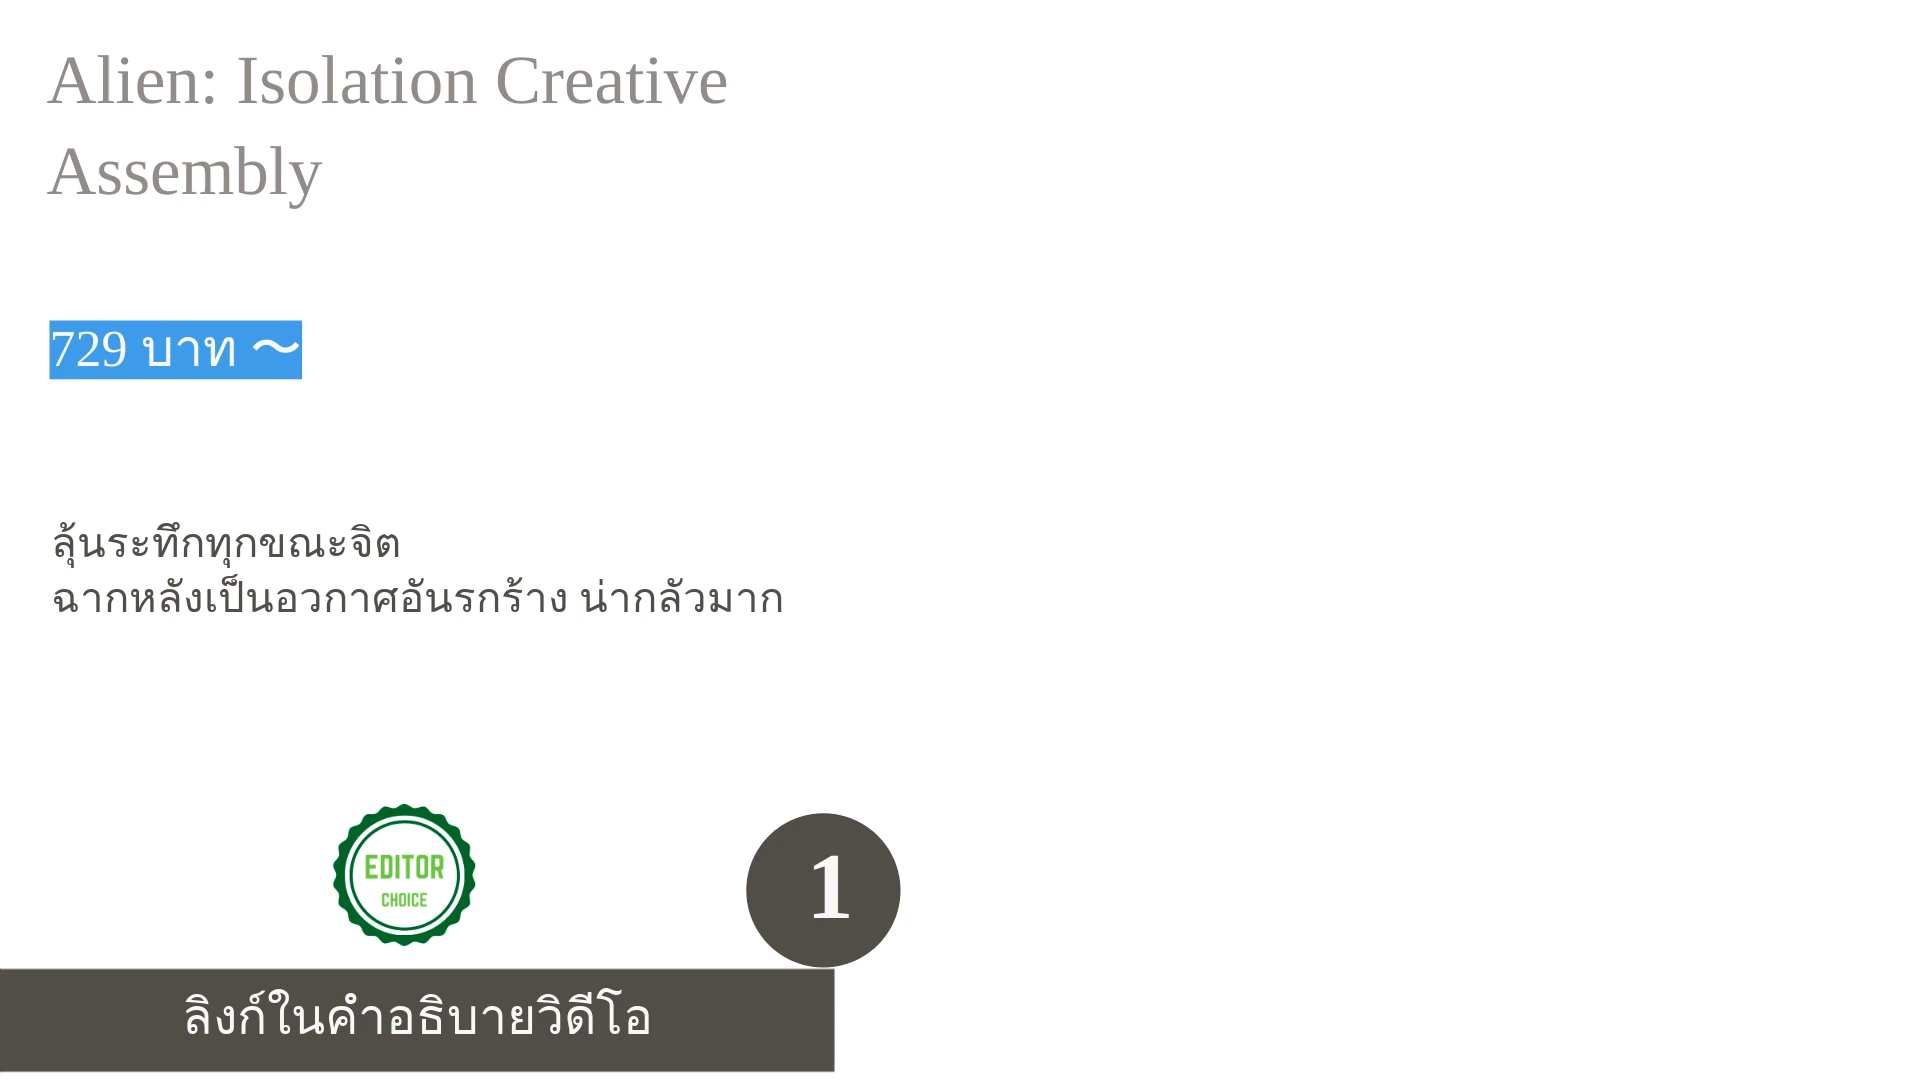 Alien: Isolation Creative
Assembly
729 บาท ～
ลุ้นระทึกทุกขณะจิต
ฉากหลังเป็นอวกาศอันรกร้าง น่ากลัวมาก
EDITOR
CHOICE
1
ลิงก์ในคำอธิบายวิดีโอ